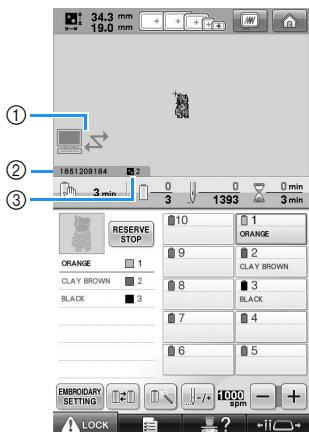 34.3 mm
19.0 mm
①
②
1851209184 2
③
3 min 0 0 0 min
3 1393 3 min
RESERVE STOP
ORANGE 1
CLAY BROWN 2
BLACK 3
10
1
ORANGE
9
2
CLAY BROWN
8
3
BLACK
7
4
6
5
EMBROIDARY SETTING
-/+
1000 spm
LOCK
?